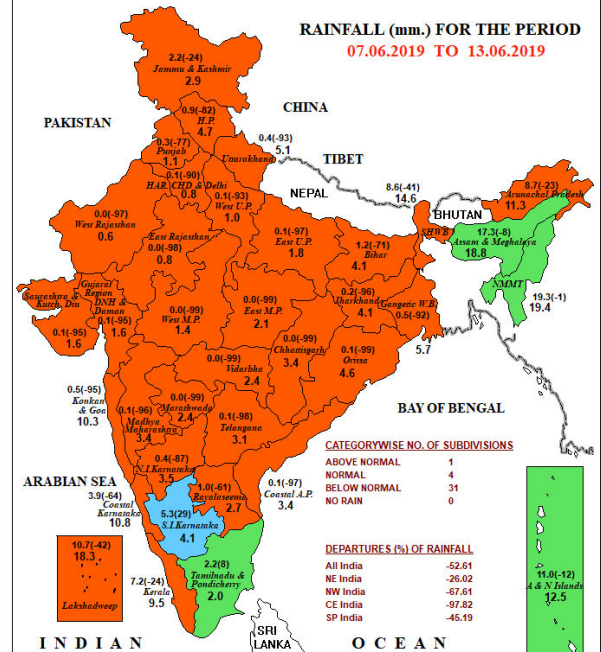 RAINFALL (mm.) FOR THE PERIOD
07.06.2019 TO 13.06.2019
2.2(-24)
Jammu & Kashmir
2.9
CHINA
PAKISTAN
0.9(-82)
H.P.
4.7
0.3(-77)
Punjab
1.1
0.4(-93)
5.1
Uttarakhand
TIBET
0.1(-90)
HAR. CHD & Delhi
0.8
NEPAL
0.1(-93)
West U.P.
1.0
8.6(-41)
14.6
8.7(-23)
Arunachal Pradesh
11.3
BHUTAN
0.0(-97)
West Rajasthan
0.6
East Rajasthan
0.0(-98)
0.8
0.1(-97)
East U.P.
1.8
1.2(-71)
Bihar
4.1
SHWB
17.3(-8)
Assam & Meghalaya
18.8
NMMT
19.3(-1)
19.4
Gujarat
Region
Saurashtra &
Kutch, Diu
DNH &
Daman
0.1(-95)
1.6
0.1(-95)
1.6
0.0(-99)
West M.P.
1.4
0.0(-99)
East M.P.
2.1
0.2(-96)
Jharkhand
4.1
Gangetic W.B.
0.5(-92)
5.7
0.0(-99)
Chhattisgarh
3.4
0.1(-99)
Orissa
4.6
0.0(-99)
Vidarbha
2.4
0.5(-95)
Konkan
& Goa
10.3
0.0(-99)
Marathwada
2.4
0.1(-96)
Madhya
Maharashtra
3.4
0.1(-98)
Telangana
3.1
BAY OF BENGAL
CATEGORYWISE NO. OF SUBDIVISIONS
ABOVE NORMAL 1
NORMAL 4
BELOW NORMAL 31
NO RAIN 0
0.4(-87)
N.I.Karnataka
3.5
ARABIAN SEA
3.9(-64)
Coastal
Karnataka
10.8
1.0(-61)
Rayalaseema
2.7
0.1(-97)
Coastal A.P.
3.4
5.3(29)
S.I.Karnataka
4.1
10.7(-42)
18.3
Lakshadweep
2.2(8)
Tamilnadu &
Pondicherry
2.0
7.2(-24)
Kerala
9.5
DEPARTURES (%) OF RAINFALL
All India -52.61
NE India -26.02
NW India -67.61
CE India -97.82
SP India -45.19
11.0(-12)
A & N Islands
12.5
SRI
LANKA
INDIAN OCEAN